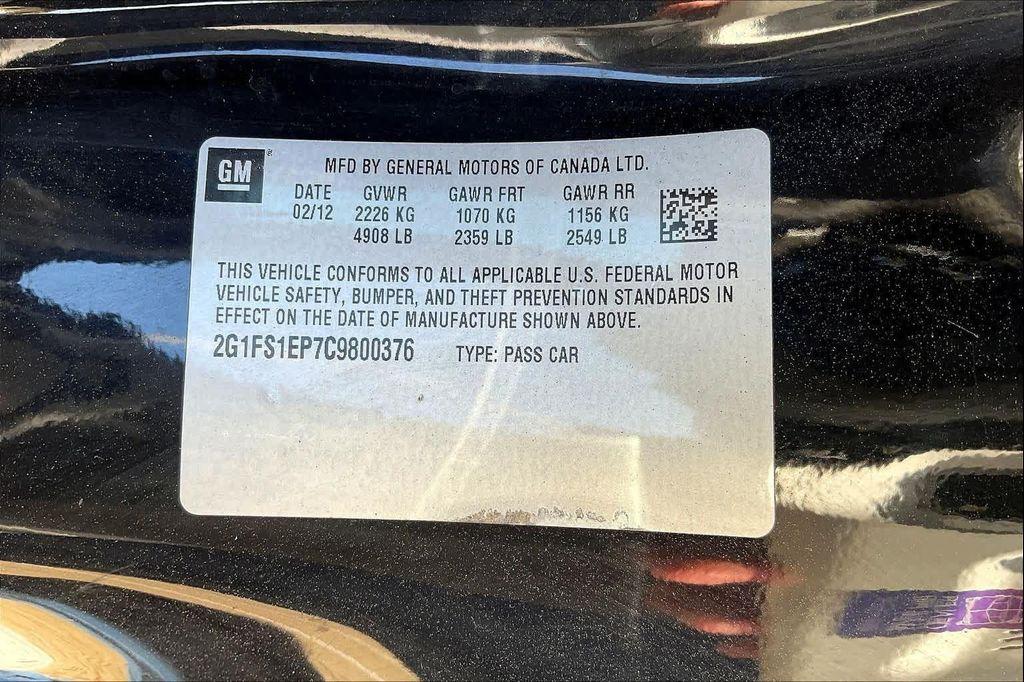 GM®
MFD BY GENERAL MOTORS OF CANADA LTD.
DATE GVWR GAWR FRT GAWR RR
02/12 2226 KG 1070 KG 1156 KG
4908 LB 2359 LB 2549 LB
THIS VEHICLE CONFORMS TO ALL APPLICABLE U.S. FEDERAL MOTOR
VEHICLE SAFETY, BUMPER, AND THEFT PREVENTION STANDARDS IN
EFFECT ON THE DATE OF MANUFACTURE SHOWN ABOVE.
2G1FS1EP7C9800376 TYPE: PASS CAR